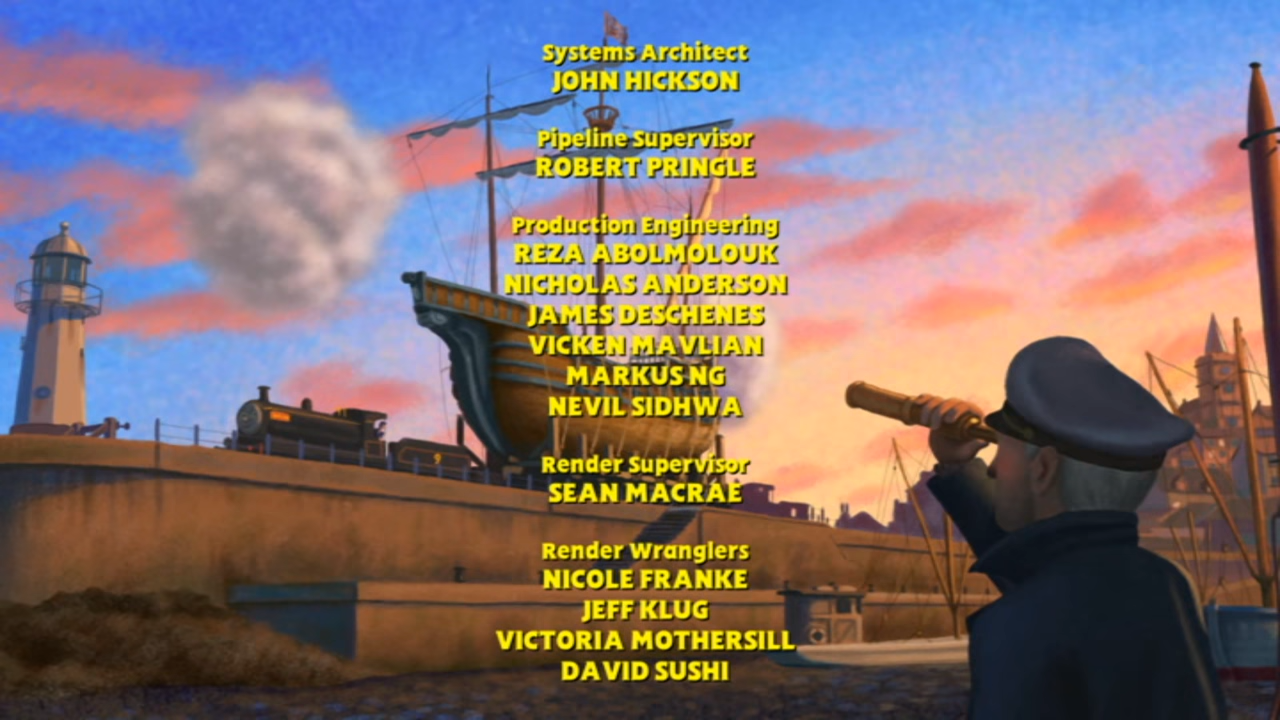 Systems Architect
JOHN HICKSON
Pipeline Supervisor
ROBERT PRINGLE
Production Engineering
REZA ABOLMOLOUK
NICHOLAS ANDERSON
JAMES DESCHENES
VICKEN MAVLIAN
MARKUS NG
NEVIL SIDHWA
Render Supervisor
SEAN MACRAE
Render Wranglers
NICOLE FRANKE
JEFF KLUG
VICTORIA MOTHERSILL
DAVID SUSHI